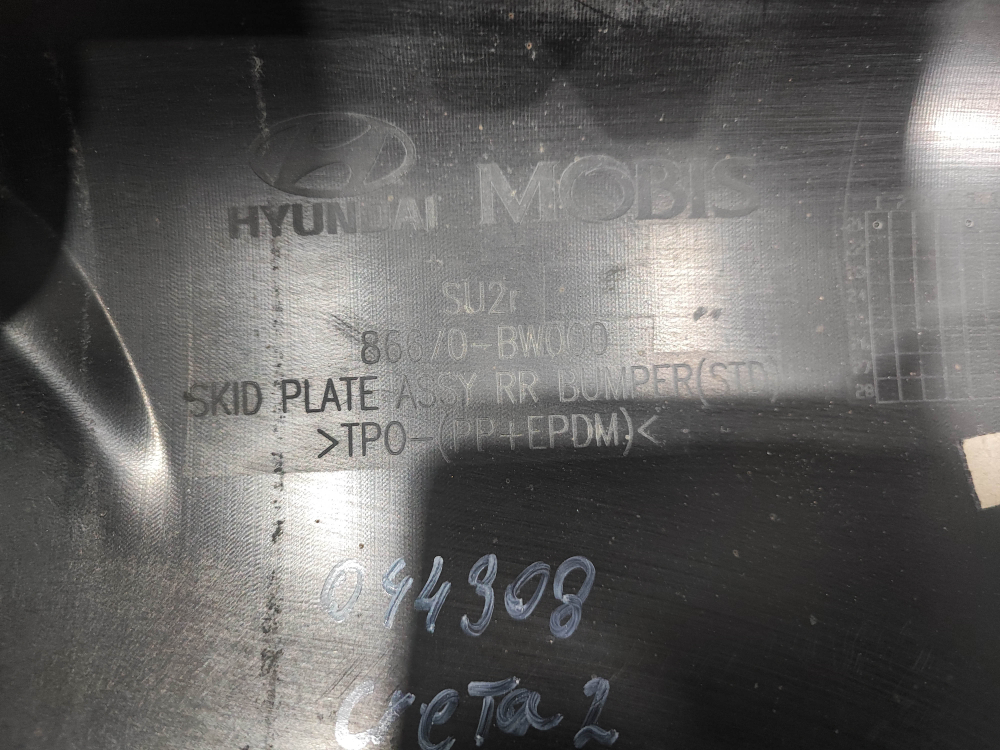 HYUNDAI MOBIS
SU2r
86670-BW000
SKID PLATE ASSY RR BUMPER(STD)
>TPO-(PP+EPDM)<
044308
Creta 2